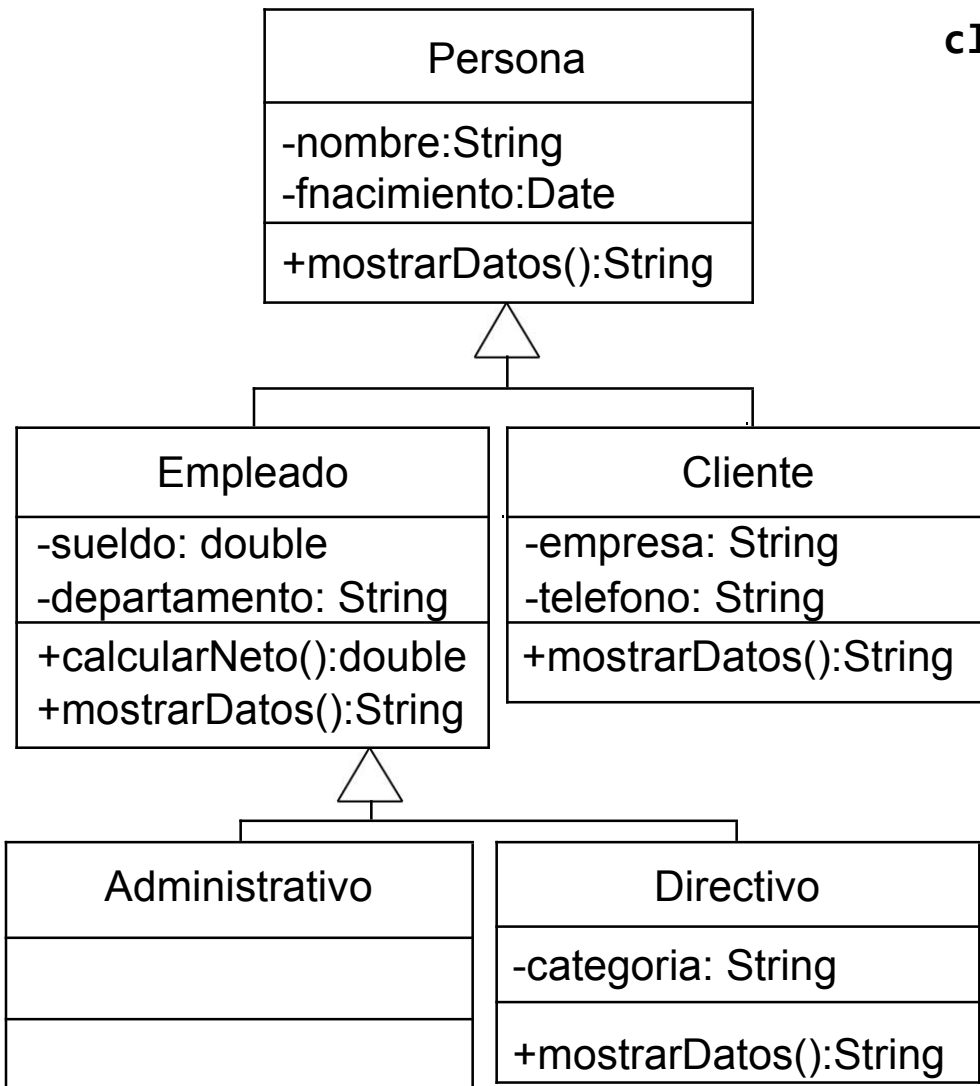 Persona
-nombre:String
-fnacimiento:Date
+mostrarDatos():String
Empleado
-sueldo: double
-departamento: String
+calcularNeto():double
+mostrarDatos():String
Cliente
-empresa: String
-telefono: String
+mostrarDatos():String
Administrativo
Directivo
-categoria: String
+mostrarDatos():String